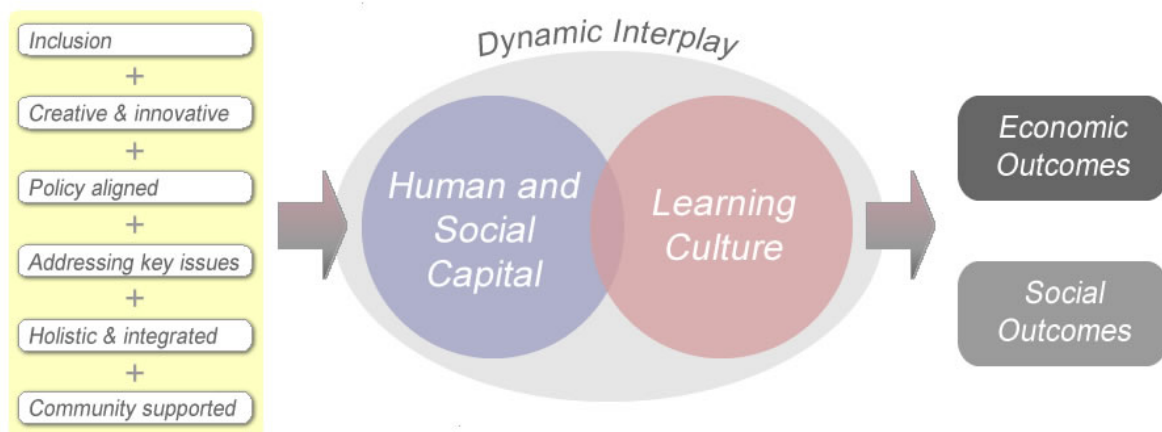 Inclusion
+
Creative & innovative
+
Policy aligned
+
Addressing key issues
+
Holistic & integrated
+
Community supported
Dynamic Interplay
Human and
Social
Capital
Learning
Culture
Economic
Outcomes
Social
Outcomes